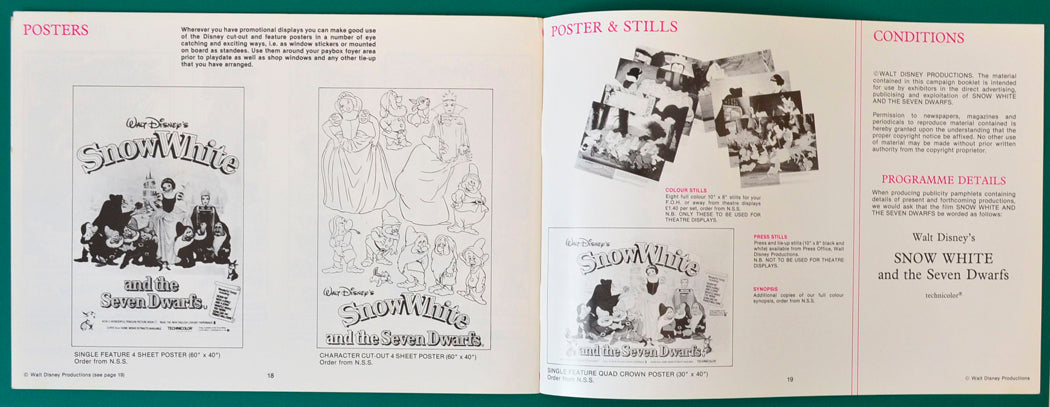 POSTERS
Wherever you have promotional displays you can make good use
of the Disney cut-out and feature posters in a number of eye
catching and exciting ways, i.e. as window stickers or mounted
on board as standees. Use them around your paybox foyer area
prior to playdate as well as shop windows and any other tie-up
that you have arranged.
WALT DISNEY'S
Snow White
and the
Seven Dwarfs
TECHNICOLOR
SINGLE FEATURE 4 SHEET POSTER (60" x 40")
Order from N.S.S.
WALT DISNEY'S
Snow White
and the Seven Dwarfs
CHARACTER CUT-OUT 4 SHEET POSTER (60" x 40")
Order from N.S.S.
© Walt Disney Productions (see page 19)
18
POSTER & STILLS
COLOUR STILLS
Eight full colour 10" x 8" stills for your
F.O.H. or away from theatre displays
£1.40 per set, order from N.S.S.
N.B. ONLY THESE TO BE USED FOR
THEATRE DISPLAYS.
WALT DISNEY'S
Snow White
and the Seven Dwarfs
SINGLE FEATURE QUAD CROWN POSTER (30" x 40")
Order from N.S.S.
PRESS STILLS
Press and tie-up stills (10" x 8" black and
white) available from Press Office, Walt
Disney Productions.
N.B. NOT TO BE USED FOR THEATRE
DISPLAYS.
SYNOPSIS
Additional copies of our full colour
synopsis, order from N.S.S.
19
CONDITIONS
© WALT DISNEY PRODUCTIONS. The material
contained in this campaign booklet is intended
for use by exhibitors in the direct advertising,
publicising and exploitation of SNOW WHITE
AND THE SEVEN DWARFS.
Permission to newspapers, magazines and
periodicals to reproduce material contained is
hereby granted upon the understanding that the
proper copyright notice be affixed. No other use
of material may be made without prior written
authority from the copyright proprietor.
PROGRAMME DETAILS
When producing publicity pamphlets containing
details of present and forthcoming productions,
we would ask that the film SNOW WHITE AND
THE SEVEN DWARFS be worded as follows:
Walt Disney's
SNOW WHITE
and the Seven Dwarfs
technicolor®
© Walt Disney Productions